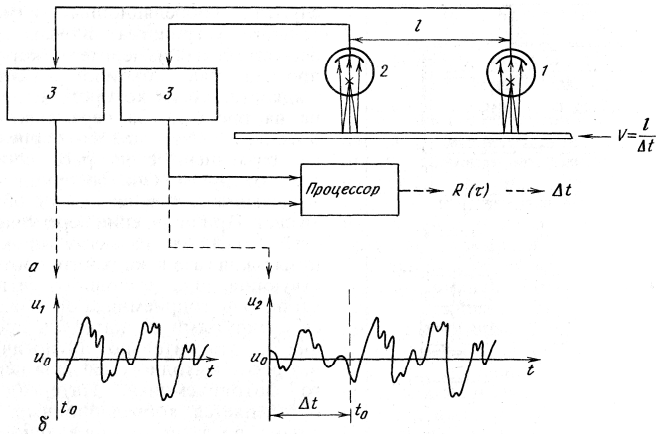 l
2
1
3
3
V = l/Δt
Процессор
R(τ)
Δt
а
u₁
u₂
u₀
t
u₀
t
t₀
Δt
t₀
б